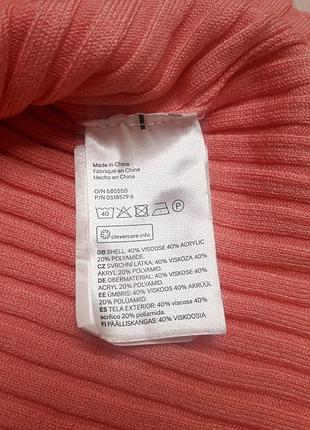 Made in China
Fabriqué en Chine
Hecho en China
O/N 585550
P/N 0318579 6
40 P
clevercare.info
GB SHELL: 40% VISCOSE 40% ACRYLIC
20% POLYAMIDE.
CZ SVRCHNÍ LÁTKA: 40% VISKÓZA 40%
AKRYL 20% POLYAMID.
DE OBERMATERIAL: 40% VISKOSE 40%
ACRYL 20% POLYAMID.
EE ÜMBRIS: 40% VISKOOS 40% AKRÜÜL
20% POLÜAMIID.
ES TELA EXTERIOR: 40% viscosa 40%
acrílico 20% poliamida.
FI PÄÄLLISKANGAS: 40% VISKOOSIA